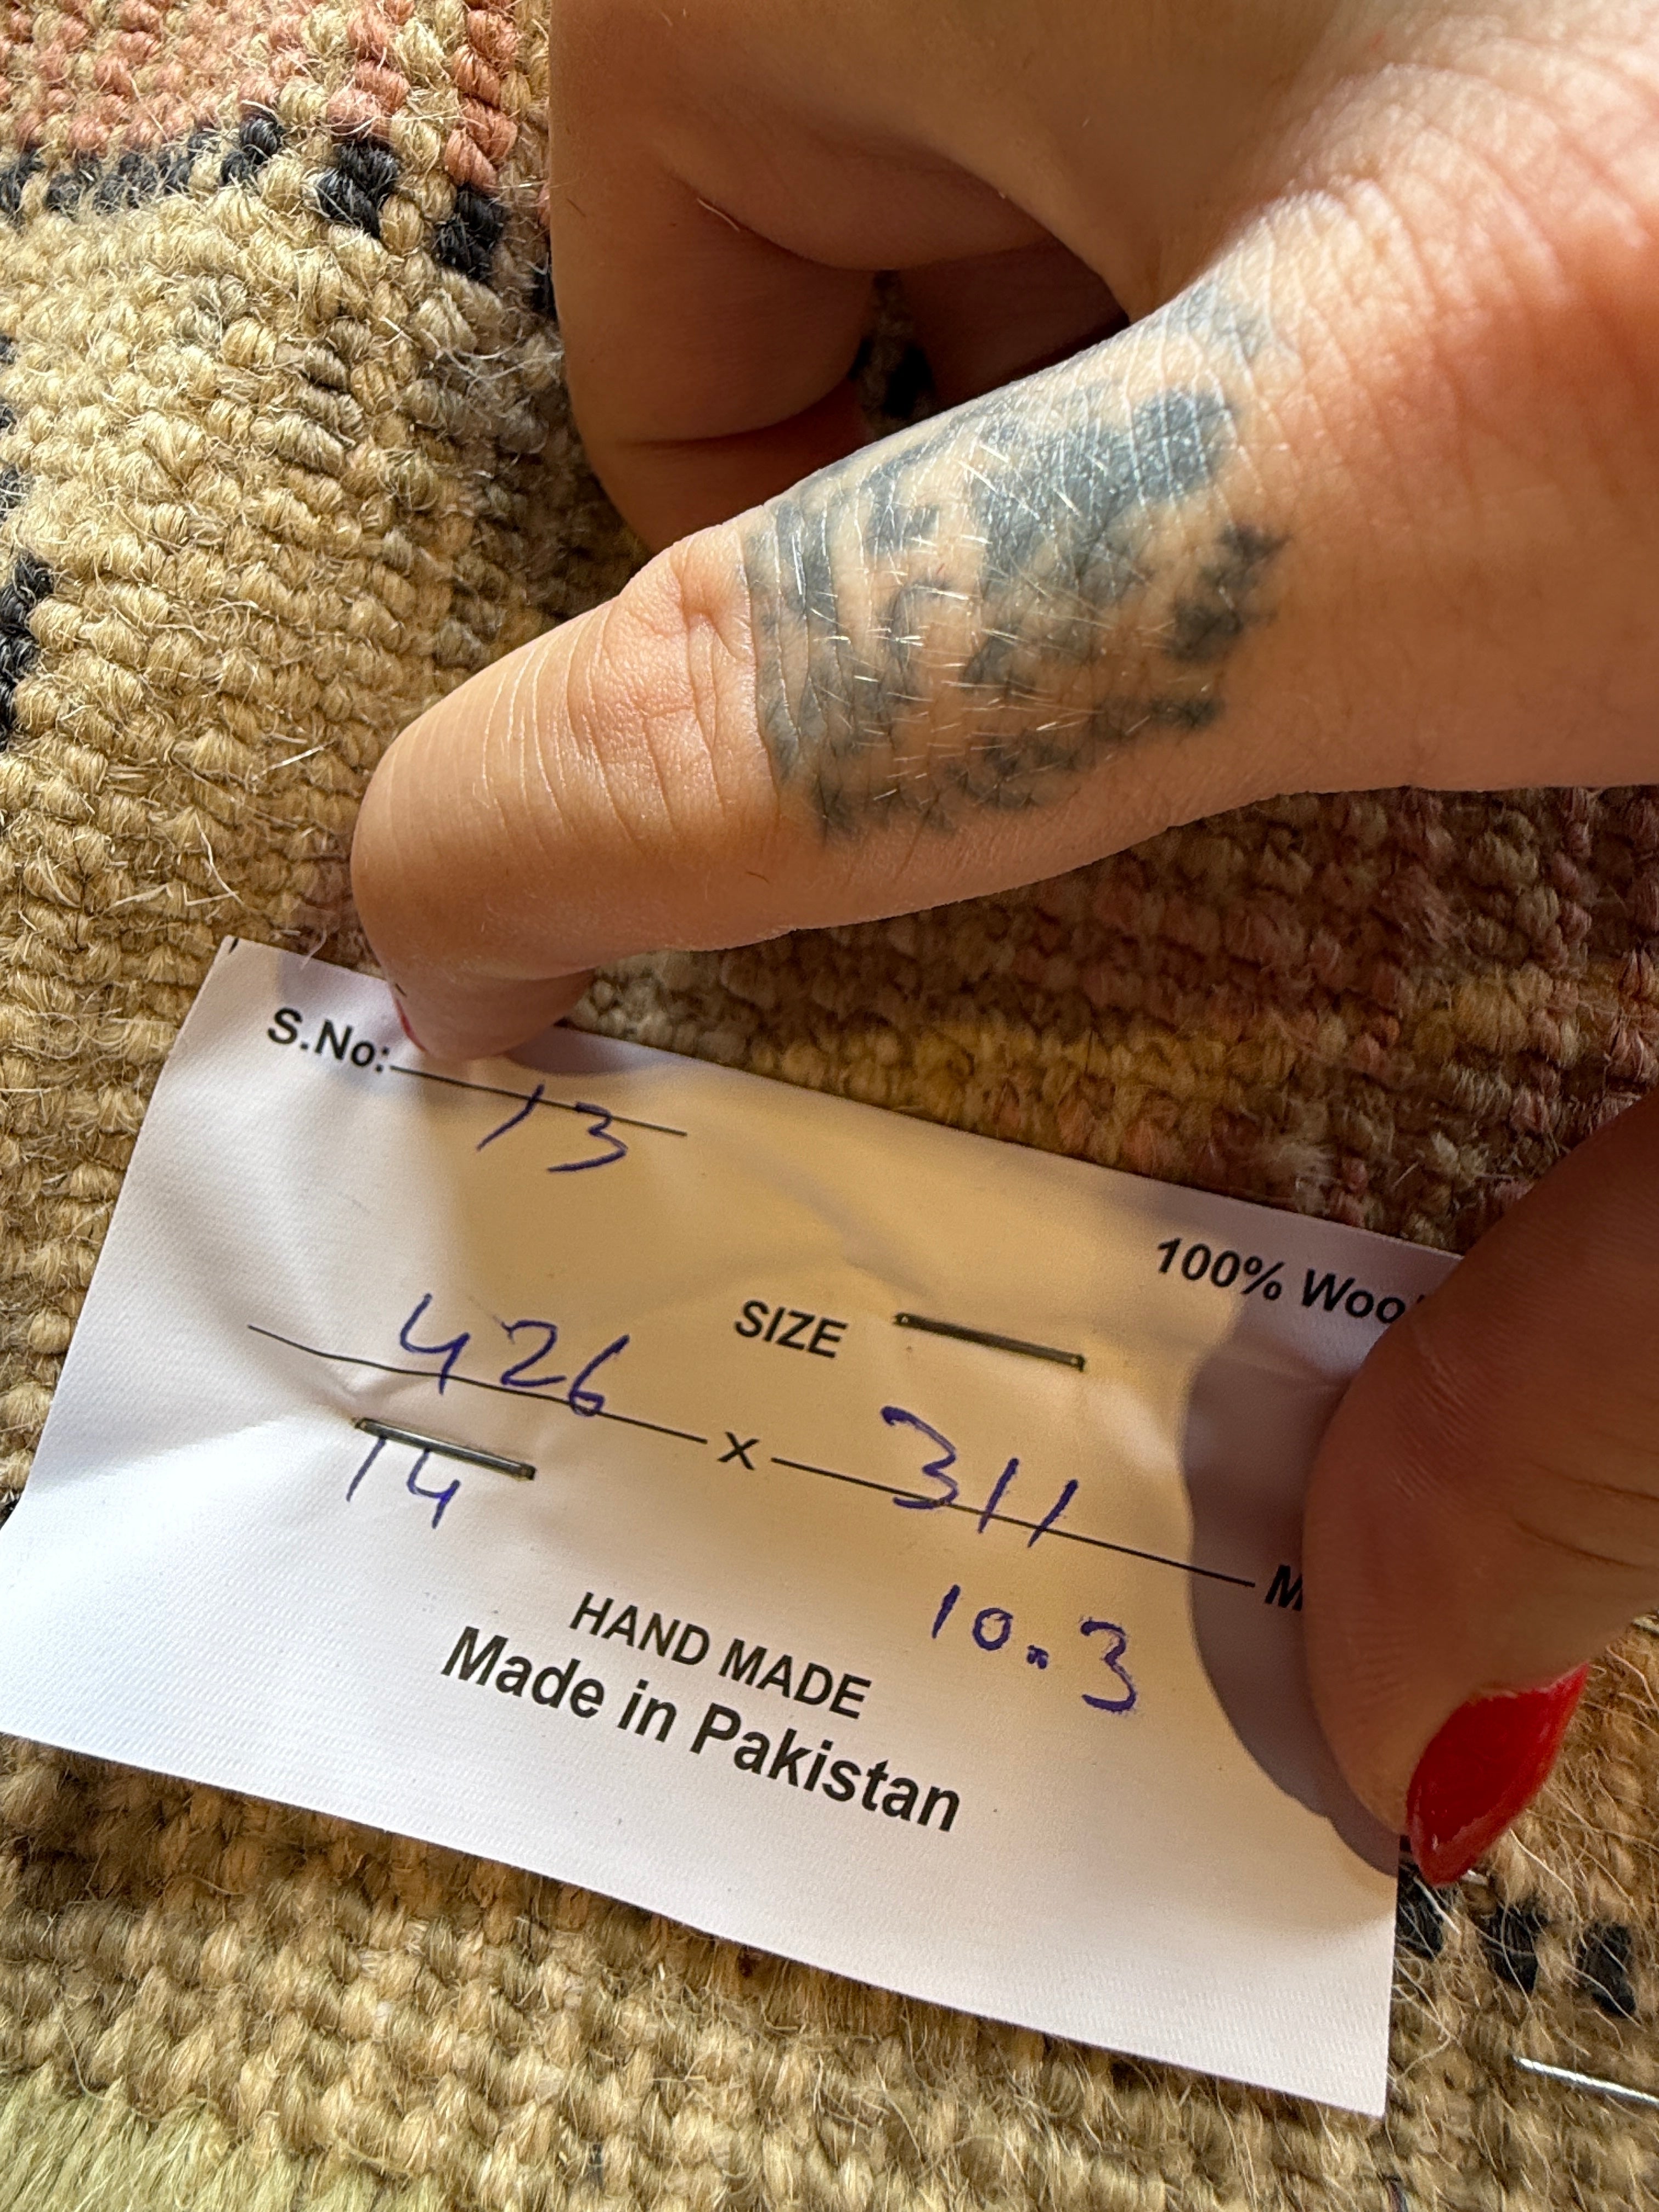 S.No: 13
100% Woo
SIZE
426 x 311 M
14 10.3
HAND MADE
Made in Pakistan